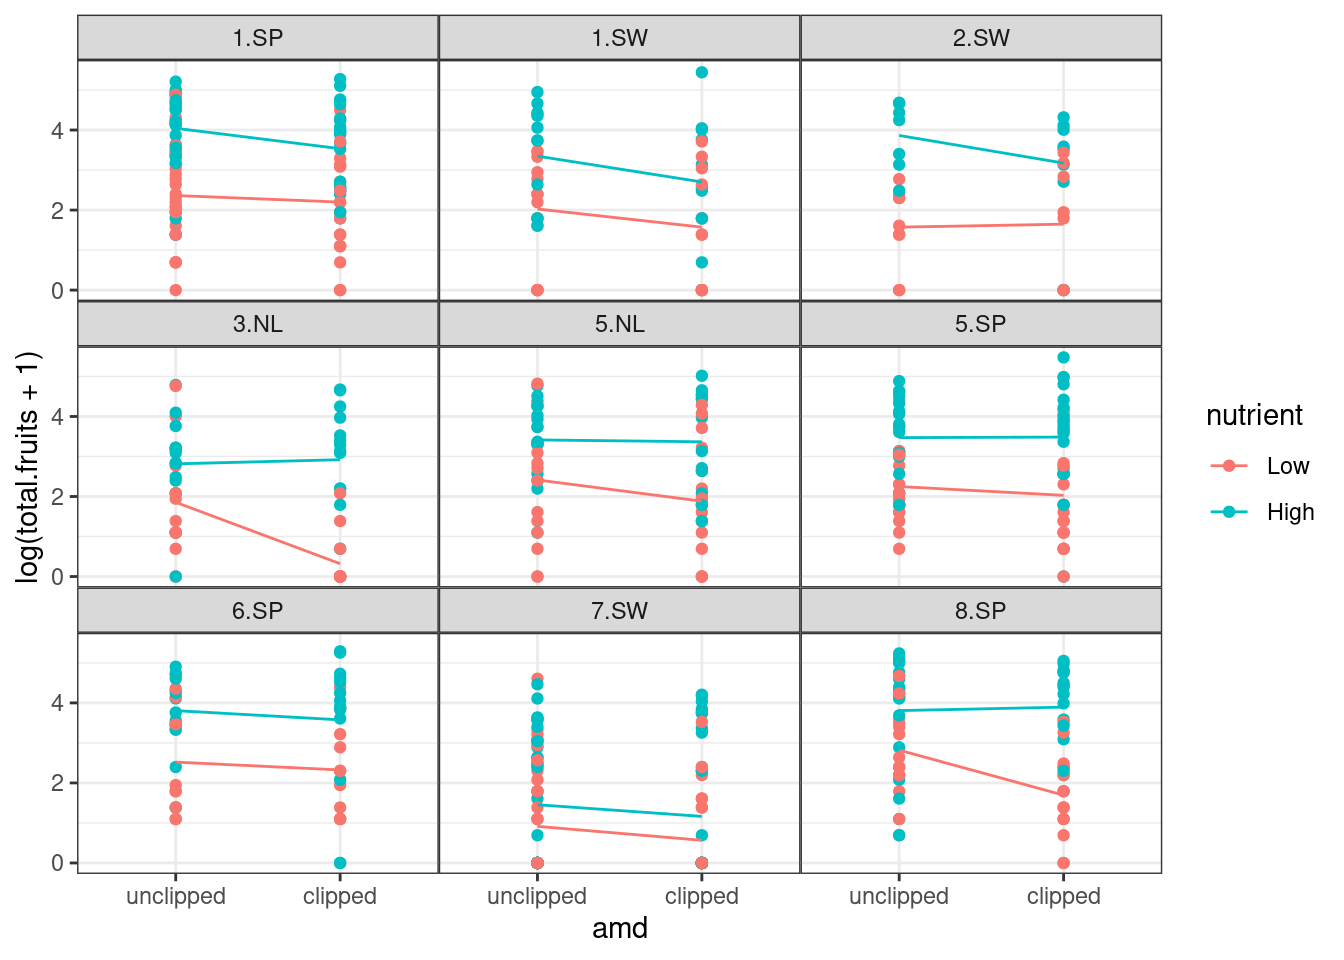 1.SP 1.SW 2.SW
4
2
0
3.NL 5.NL 5.SP
4
2
0
6.SP 7.SW 8.SP
4
2
0
unclipped clipped unclipped clipped unclipped clipped
amd
log(total.fruits + 1)
nutrient
Low
High